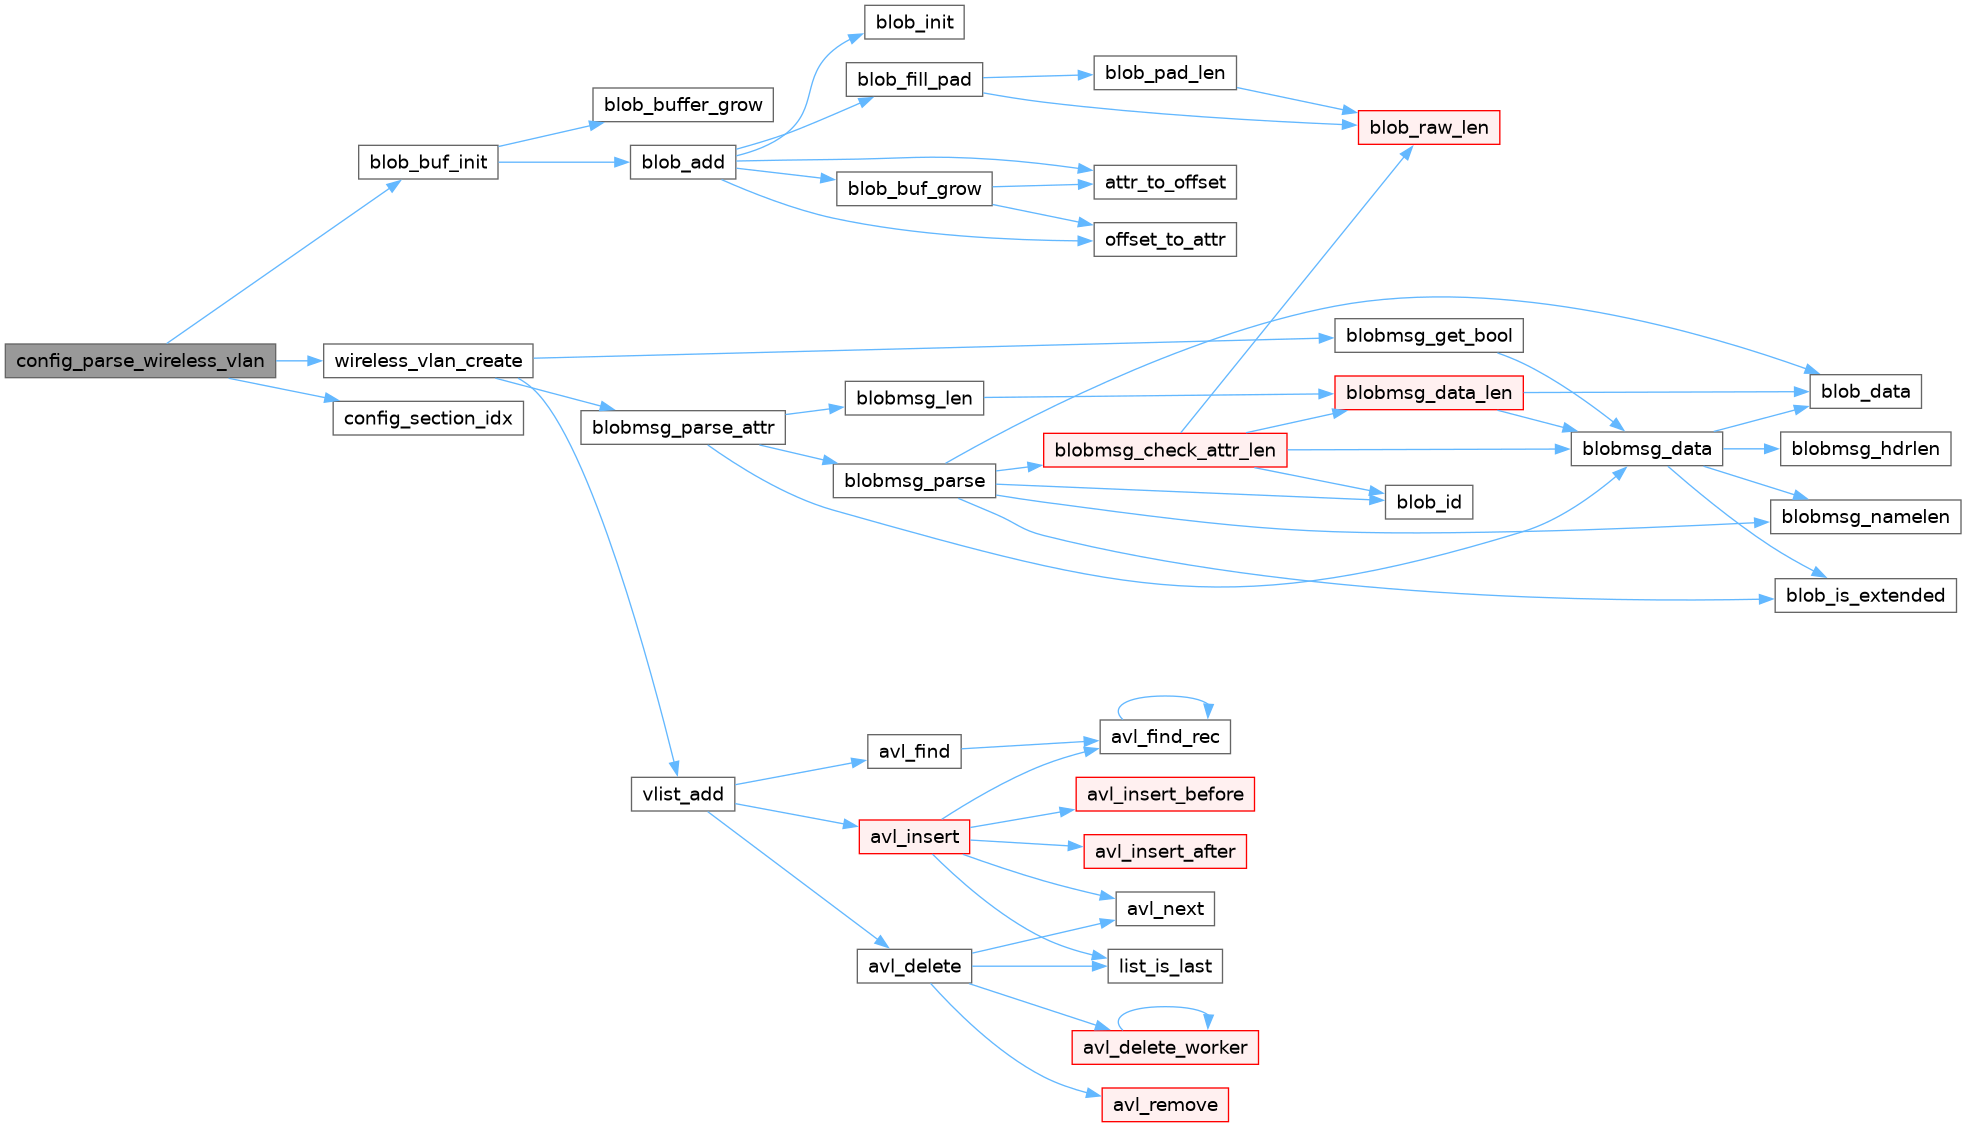 blob_init
blob_fill_pad
blob_pad_len
blob_buffer_grow
blob_raw_len
blob_buf_init
blob_add
attr_to_offset
blob_buf_grow
offset_to_attr
blobmsg_get_bool
config_parse_wireless_vlan
wireless_vlan_create
blobmsg_len
blobmsg_data_len
blob_data
config_section_idx
blobmsg_parse_attr
blobmsg_check_attr_len
blobmsg_data
blobmsg_hdrlen
blobmsg_parse
blob_id
blobmsg_namelen
blob_is_extended
avl_find_rec
avl_find
vlist_add
avl_insert_before
avl_insert
avl_insert_after
avl_next
avl_delete
list_is_last
avl_delete_worker
avl_remove